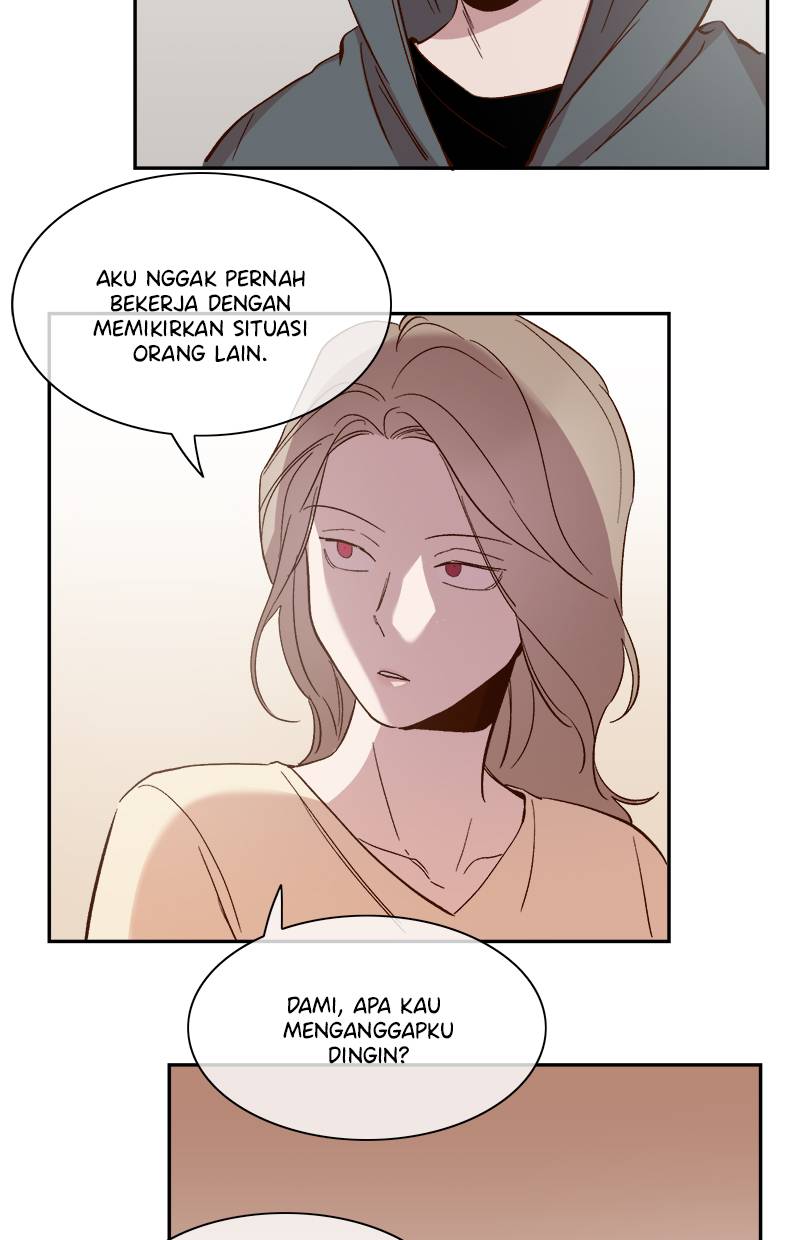 AKU NGGAK PERNAH
BEKERJA DENGAN
MEMIKIRKAN SITUASI
ORANG LAIN.
DAMI, APA KAU
MENGANGGAPKU
DINGIN?